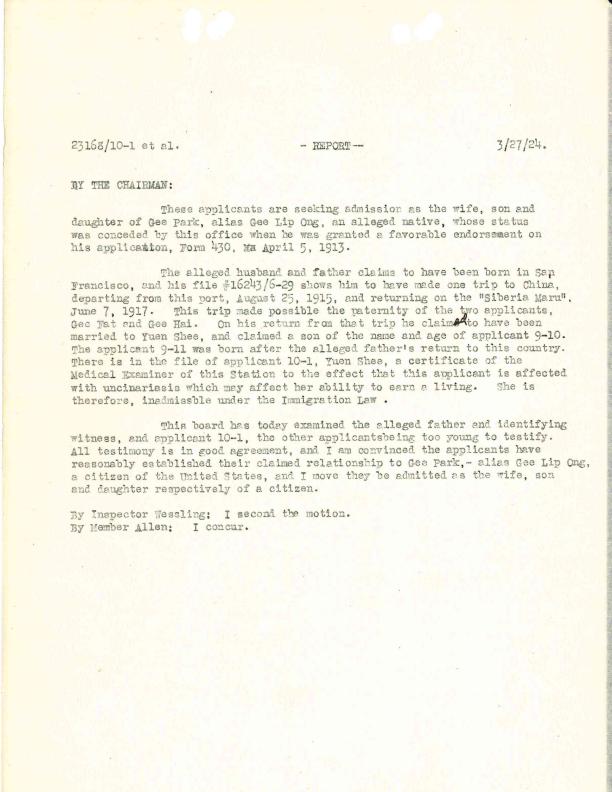 23168/10-1 et al. - REPORT-- 3/27/24.
BY THE CHAIRMAN:
These applicants are seeking admission as the wife, son and
daughter of Gee Park, alias Gee Lip Ong, an alleged native, whose status
was conceded by this office when he was granted a favorable endorsement on
his application, Form 430, Mx April 5, 1913.
The alleged husband and father claims to have been born in San
Francisco, and his file #16243/6-29 shows him to have made one trip to China,
departing from this port, August 25, 1915, and returning on the "Siberia Maru",
June 7, 1917. This trip made possible the paternity of the two applicants,
Gee Fat and Gee Hai. On his return from that trip he claimed to have been
married to Yuen Shee, and claimed a son of the name and age of applicant 9-10.
The applicant 9-11 was born after the alleged father's return to this country.
There is in the file of applicant 10-1, Yuen Shee, a certificate of the
Medical Examiner of this Station to the effect that this applicant is affected
with uncinariasis which may affect her ability to earn a living. She is
therefore, inadmissble under the Immigration Law .
This board has today examined the alleged father and identifying
witness, and applicant 10-1, the other applicantsbeing too young to testify.
All testimony is in good agreement, and I am convinced the applicants have
reasonably established their claimed relationship to Gee Park,- alias Gee Lip Ong,
a citizen of the United States, and I move they be admitted as the wife, son
and daughter respectively of a citizen.
By Inspector Wessling: I second the motion.
By Member Allen: I concur.